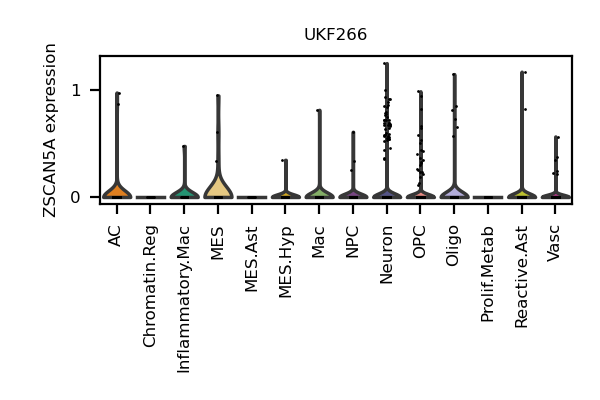 UKF266
ZSCAN5A expression
1
0
AC
Chromatin.Reg
Inflammatory.Mac
MES
MES.Ast
MES.Hyp
Mac
NPC
Neuron
OPC
Oligo
Prolif.Metab
Reactive.Ast
Vasc